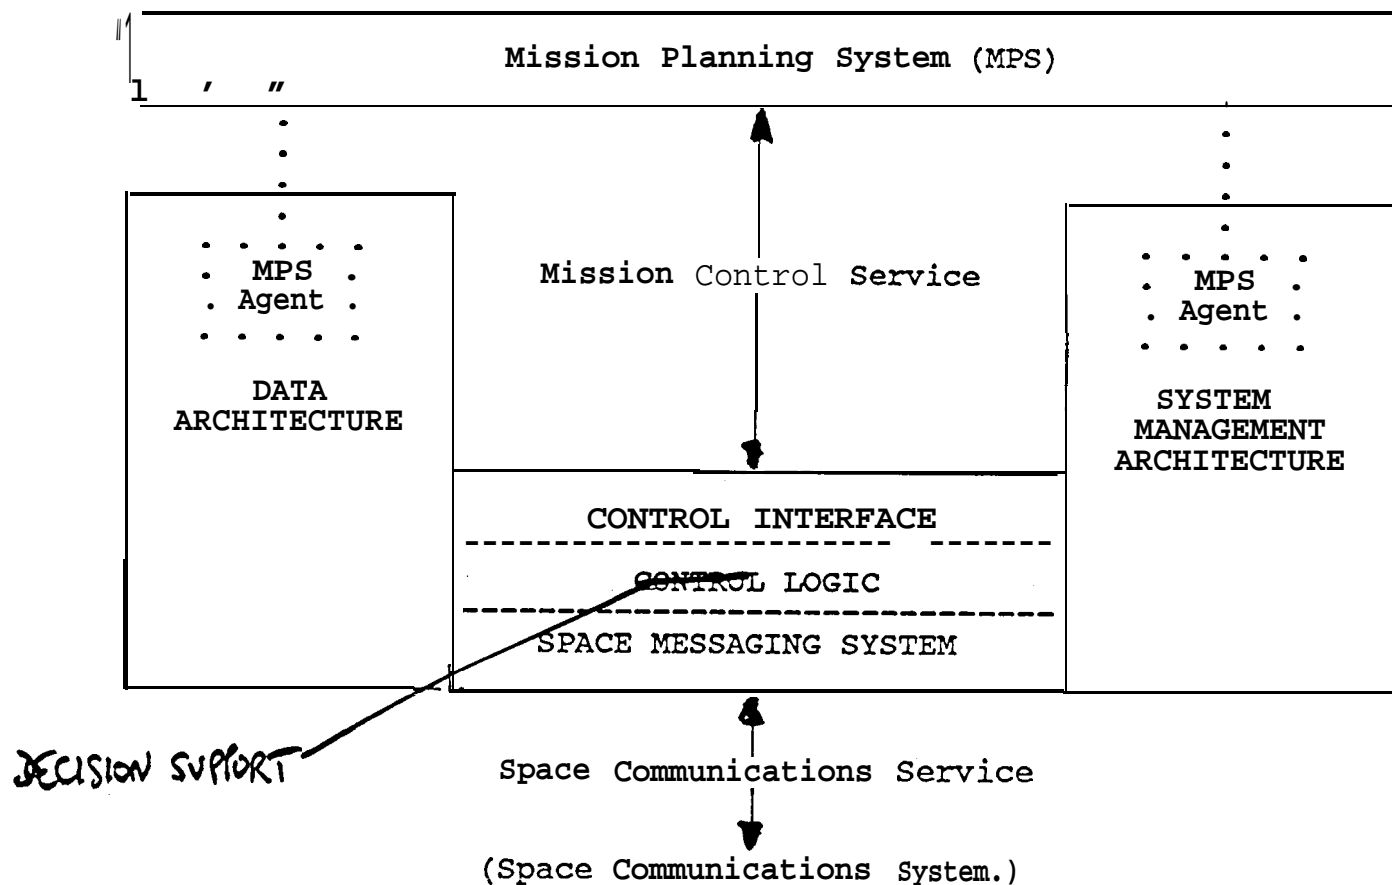 Mission Planning System (MPS)
MPS
Agent
DATA
ARCHITECTURE
Mission Control Service
MPS
Agent
SYSTEM
MANAGEMENT
ARCHITECTURE
CONTROL INTERFACE
CONTROL LOGIC
SPACE MESSAGING SYSTEM
DECISION SUPPORT
Space Communications Service
(Space Communications System.)